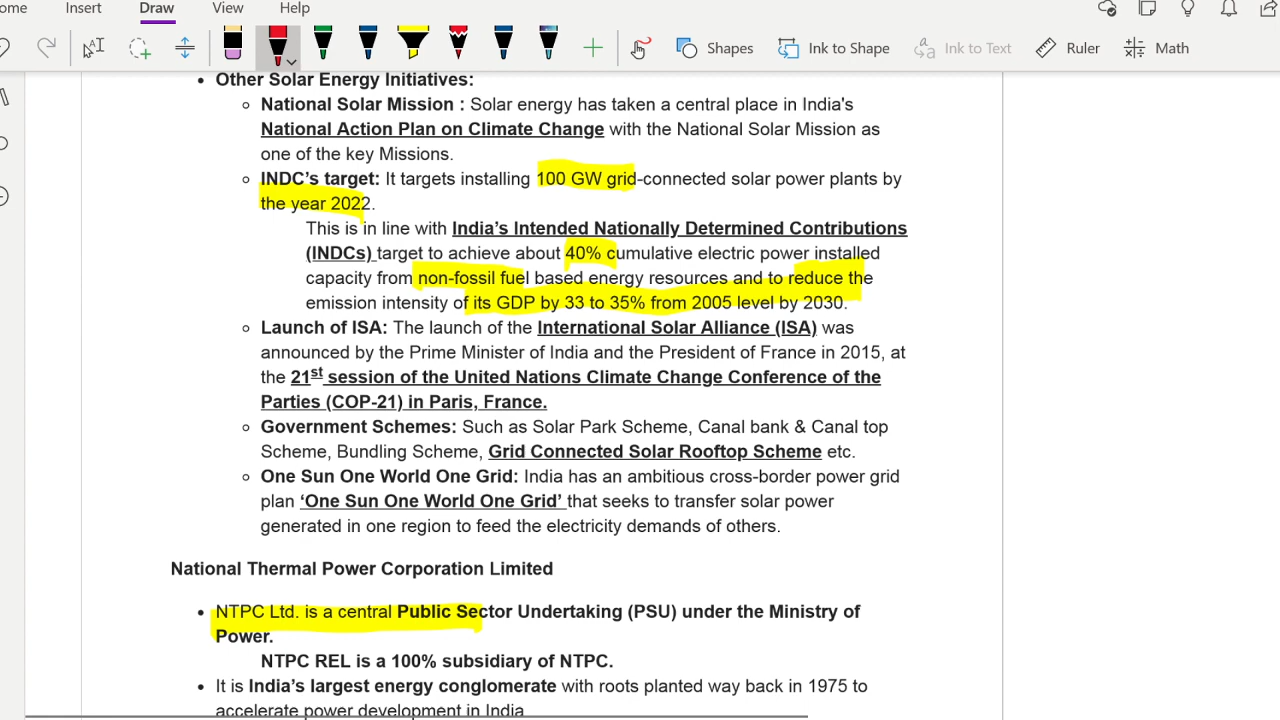 ome Insert Draw View Help
Shapes Ink to Shape Ink to Text Ruler Math
• Other Solar Energy Initiatives:
○ National Solar Mission : Solar energy has taken a central place in India's
National Action Plan on Climate Change with the National Solar Mission as
one of the key Missions.
○ INDC's target: It targets installing 100 GW grid-connected solar power plants by
the year 2022.
This is in line with India's Intended Nationally Determined Contributions
(INDCs) target to achieve about 40% cumulative electric power installed
capacity from non-fossil fuel based energy resources and to reduce the
emission intensity of its GDP by 33 to 35% from 2005 level by 2030.
○ Launch of ISA: The launch of the International Solar Alliance (ISA) was
announced by the Prime Minister of India and the President of France in 2015, at
the 21st session of the United Nations Climate Change Conference of the
Parties (COP-21) in Paris, France.
○ Government Schemes: Such as Solar Park Scheme, Canal bank & Canal top
Scheme, Bundling Scheme, Grid Connected Solar Rooftop Scheme etc.
○ One Sun One World One Grid: India has an ambitious cross-border power grid
plan ‘One Sun One World One Grid’ that seeks to transfer solar power
generated in one region to feed the electricity demands of others.
National Thermal Power Corporation Limited
• NTPC Ltd. is a central Public Sector Undertaking (PSU) under the Ministry of
Power.
NTPC REL is a 100% subsidiary of NTPC.
• It is India's largest energy conglomerate with roots planted way back in 1975 to
accelerate power development in India